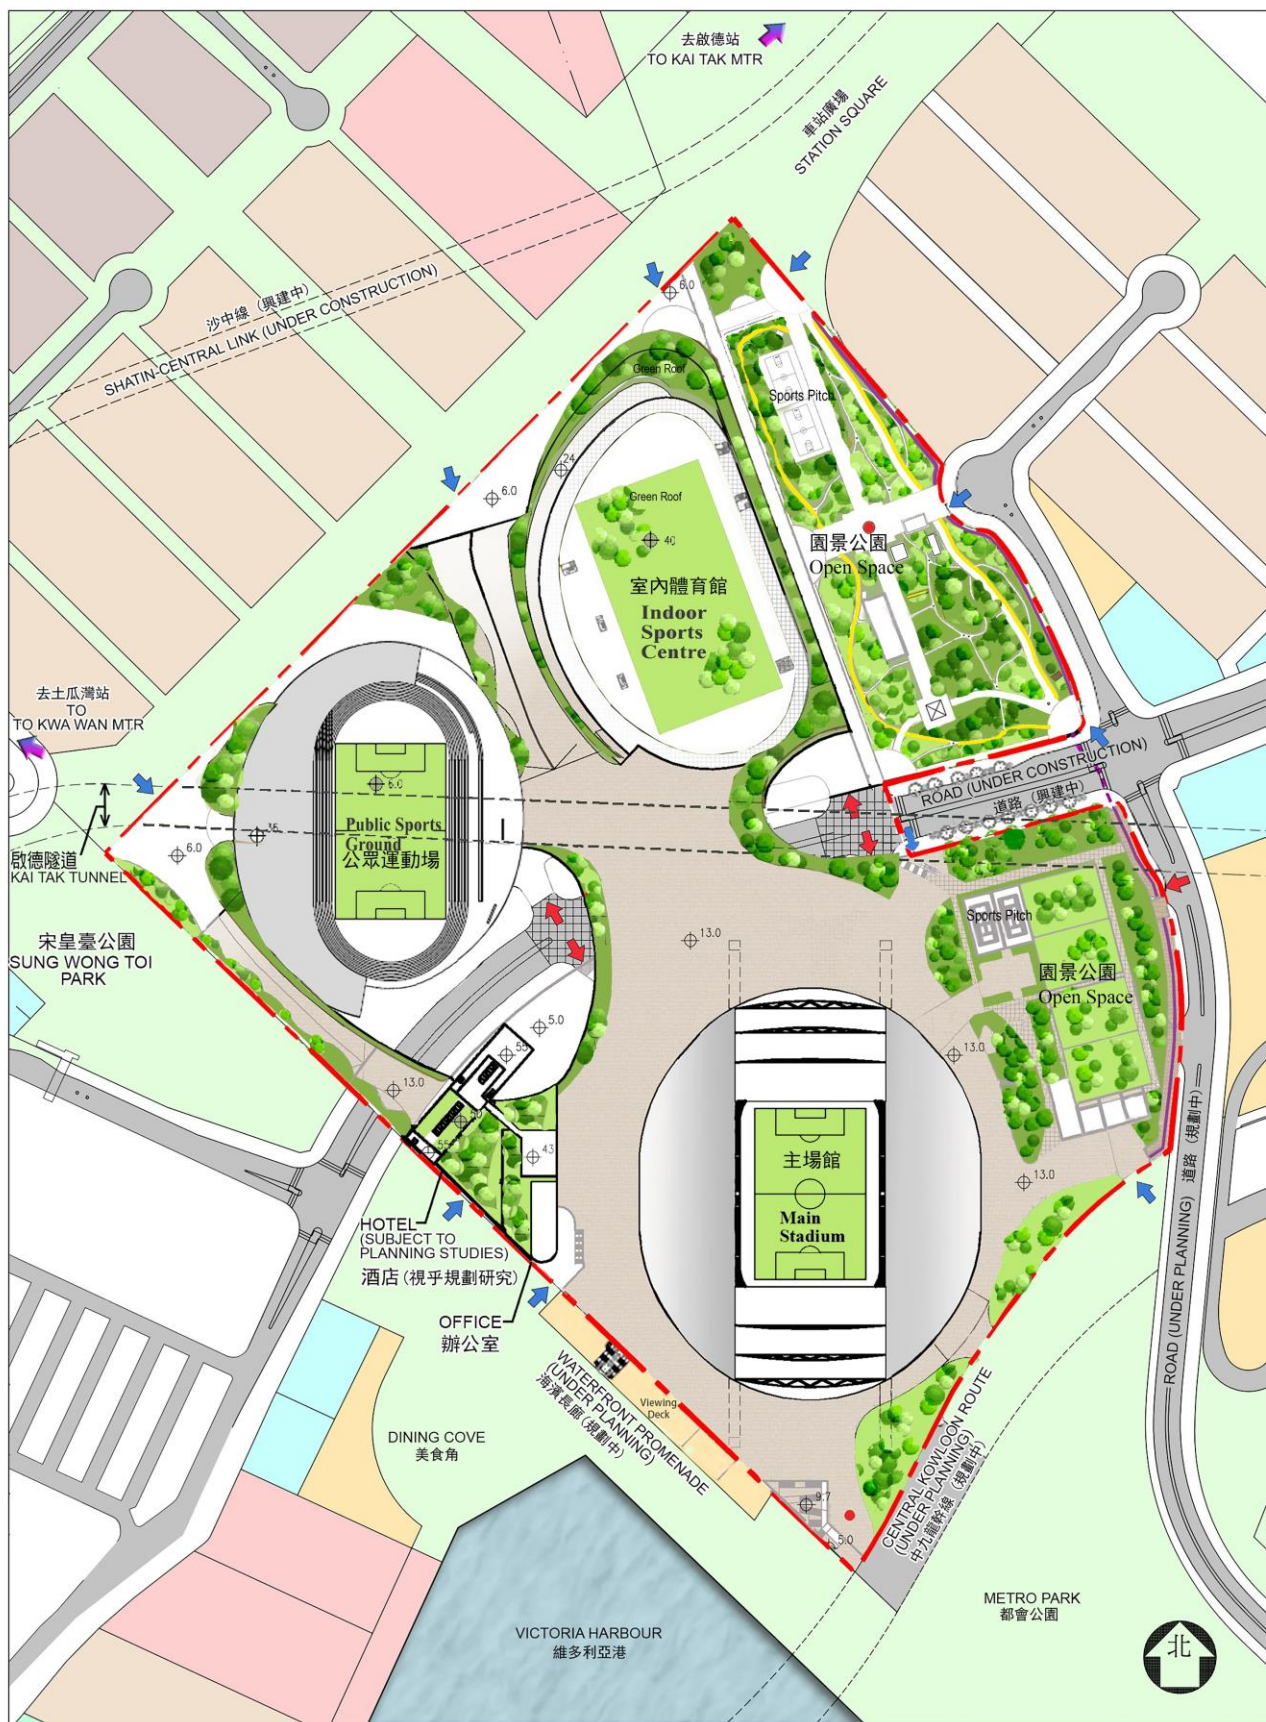 去啟德站
TO KAI TAK MTR
車站廣場
STATION SQUARE
沙中線（興建中）
SHATIN-CENTRAL LINK (UNDER CONSTRUCTION)
6.0
Green Roof
Sports Pitch
24
6.0
Green Roof
40
園景公園
Open Space
室內體育館
Indoor
Sports
Centre
去土瓜灣站
TO
TO KWA WAN MTR
ROAD (UNDER CONSTRUCTION)
道路（興建中）
6.0
Public Sports
Ground
公眾運動場
36
6.0
啟德隧道
KAI TAK TUNNEL
宋皇臺公園
SUNG WONG TOI
PARK
Sports Pitch
園景公園
Open Space
13.0
5.0
55
13.0
13.0
50
55
43
主場館
Main
Stadium
13.0
HOTEL
(SUBJECT TO
PLANNING STUDIES)
酒店 (視乎規劃研究)
OFFICE
辦公室
ROAD (UNDER PLANNING) 道路 (規劃中)
WATERFRONT PROMENADE
(UNDER PLANNING)
海濱長廊 (規劃中)
Viewing
Deck
DINING COVE
美食角
CENTRAL KOWLOON ROUTE
(UNDER PLANNING)
中九龍幹線（規劃中）
9.7
5.0
METRO PARK
都會公園
VICTORIA HARBOUR
維多利亞港
北